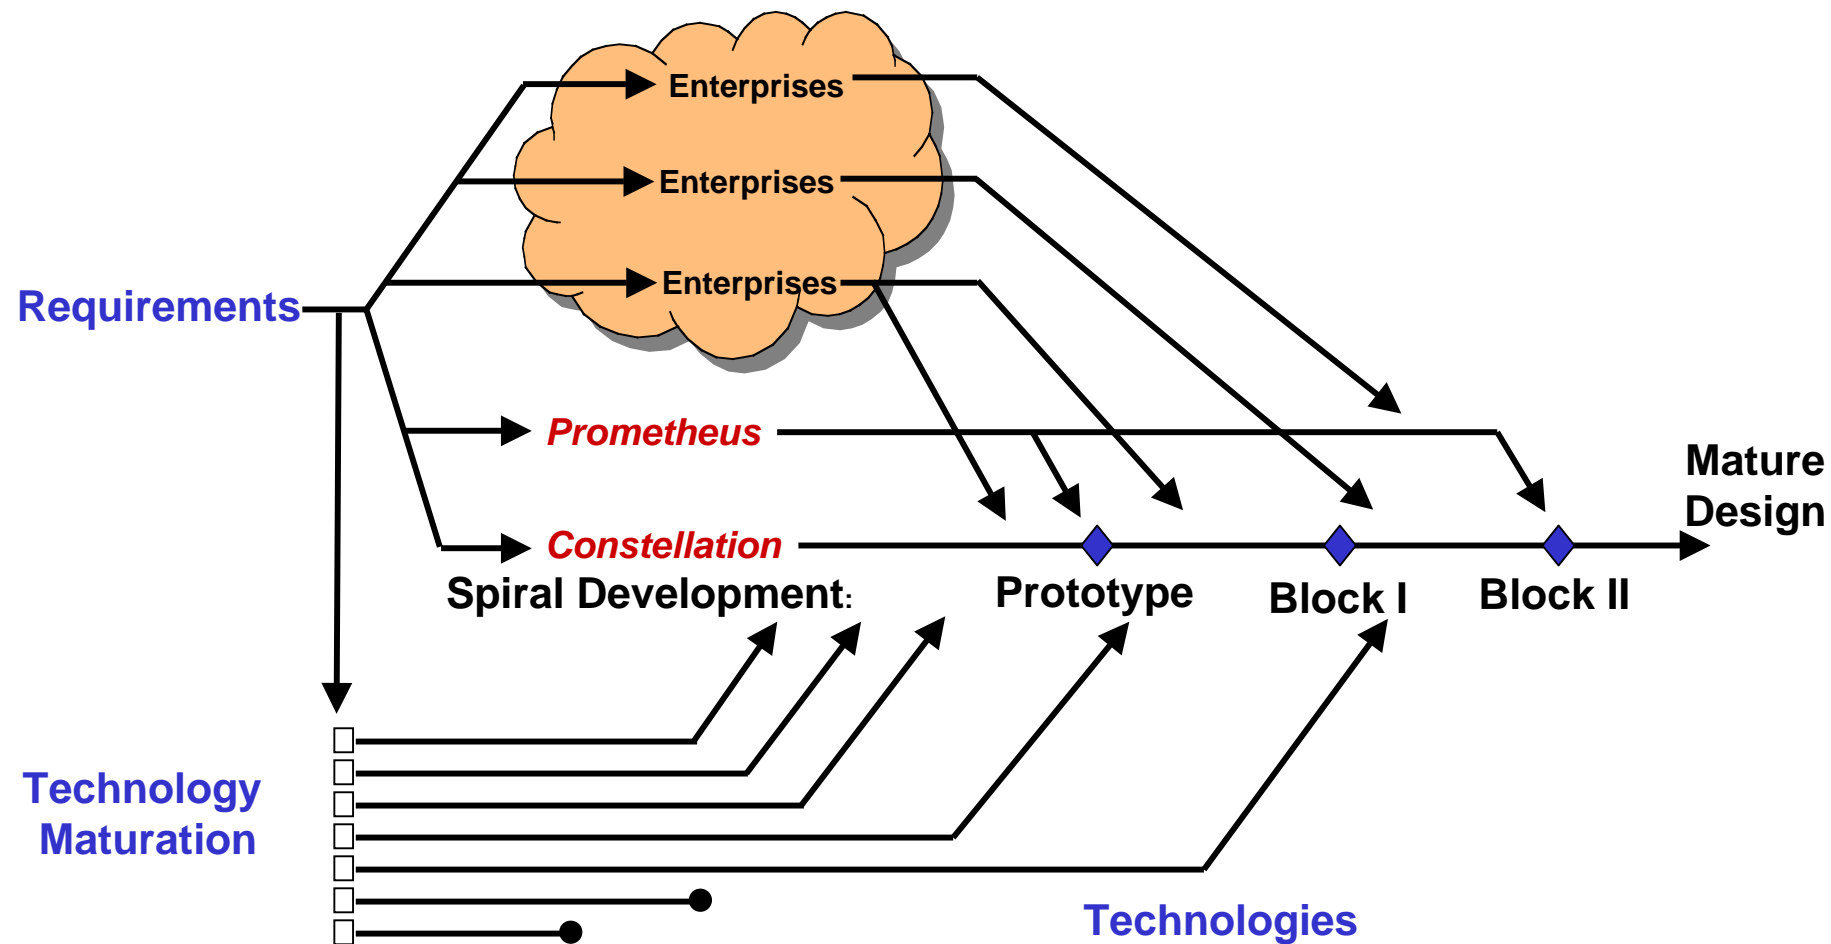 Enterprises
Enterprises
Enterprises
Requirements
Prometheus
Mature
Design
Constellation
Spiral Development:
Prototype
Block I
Block II
Technology
Maturation
Technologies